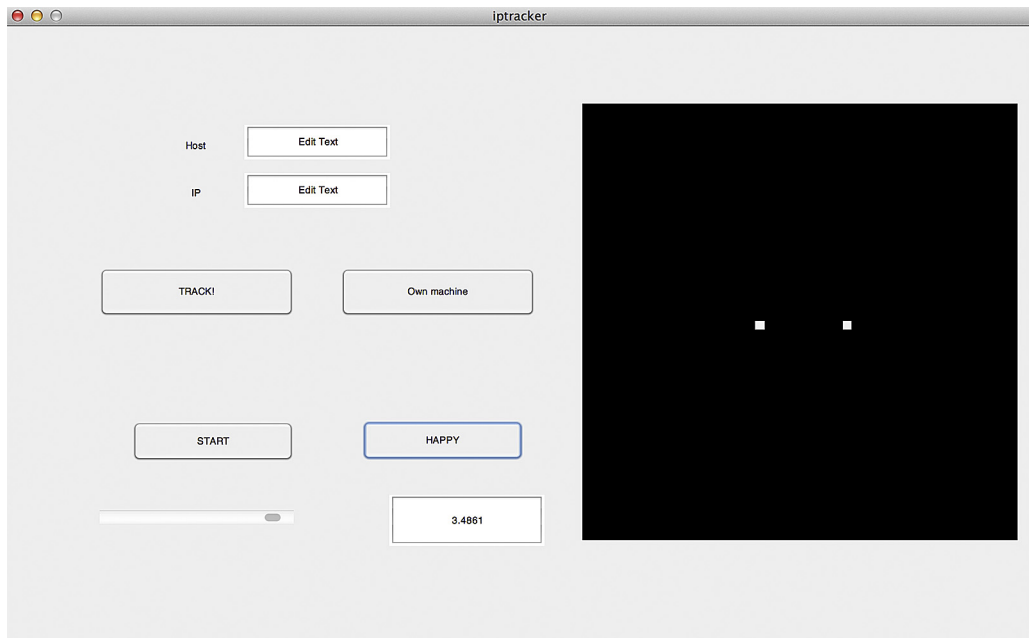 iptracker
Host
Edit Text
IP
Edit Text
TRACK!
Own machine
START
HAPPY
3.4861